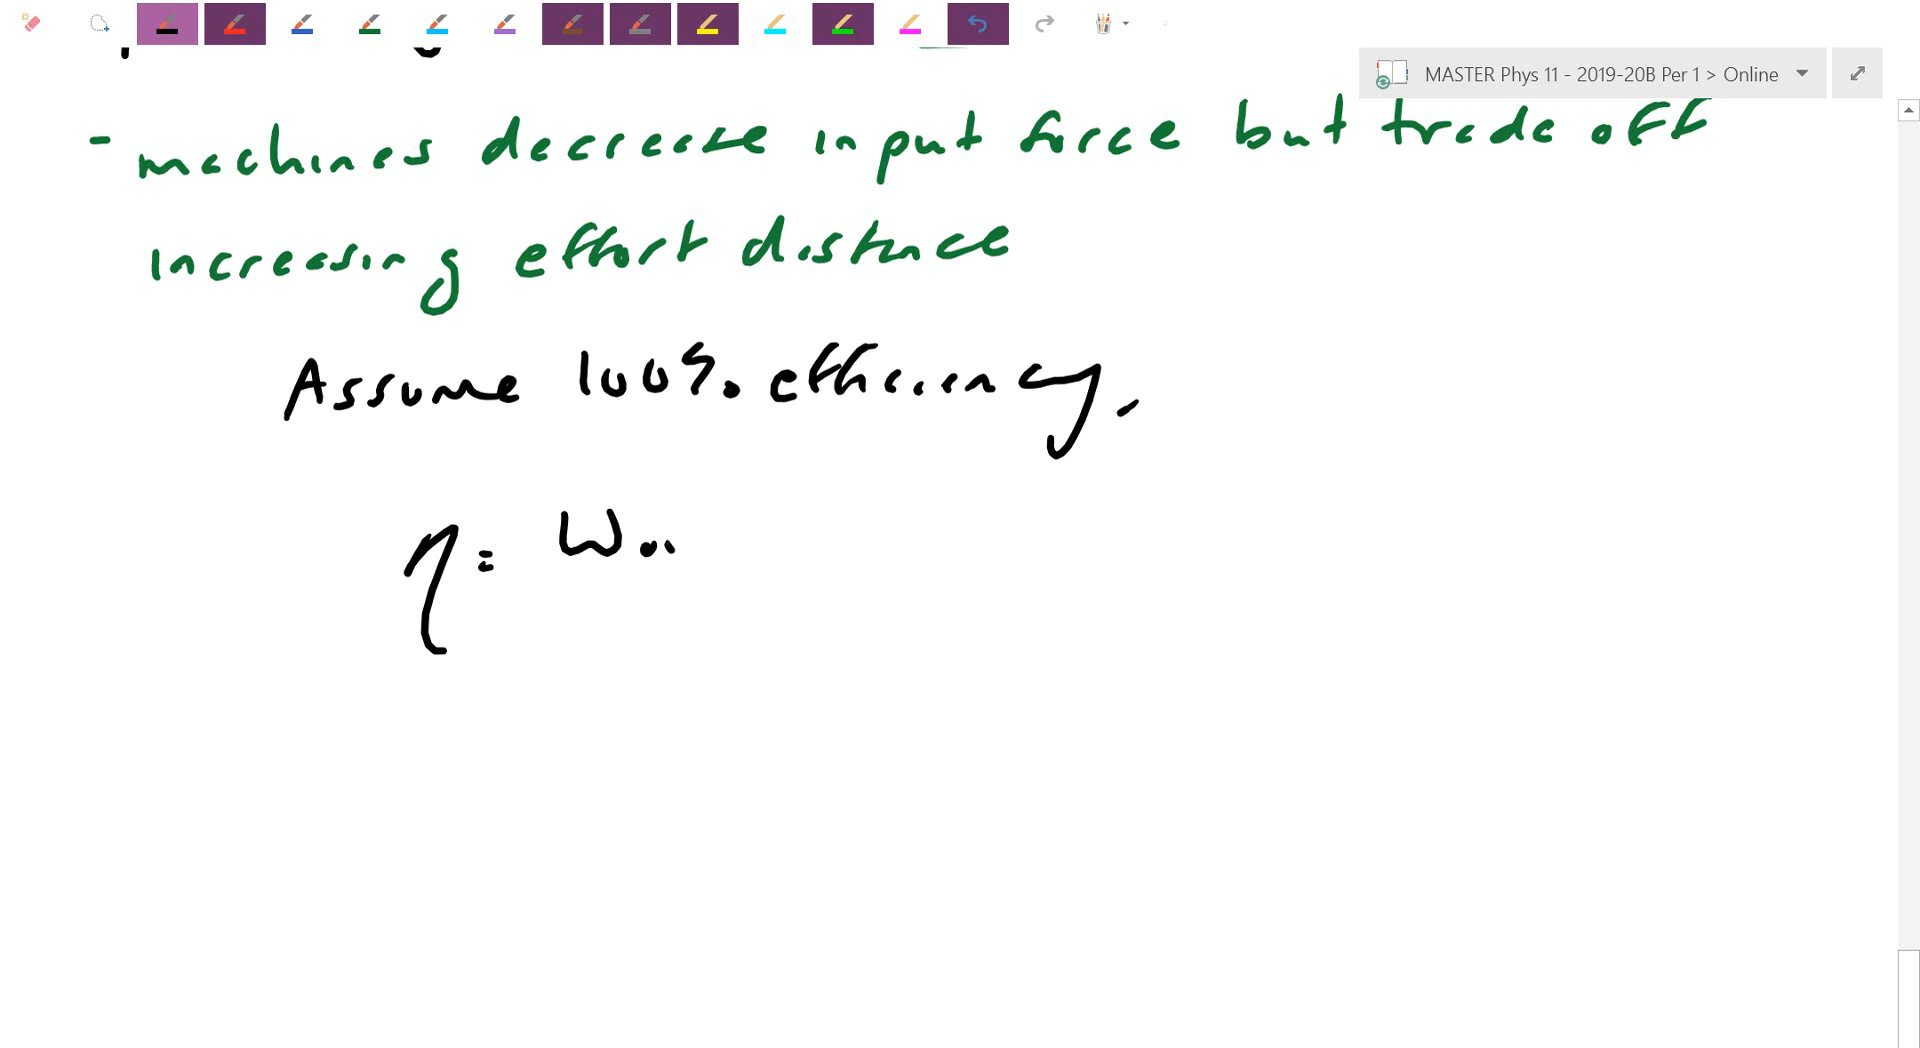 MASTER Phys 11 - 2019-20B Per 1 > Online
- machines decrease input force but trade off
increasing effort distance
Assume 100% efficiency,
η = W